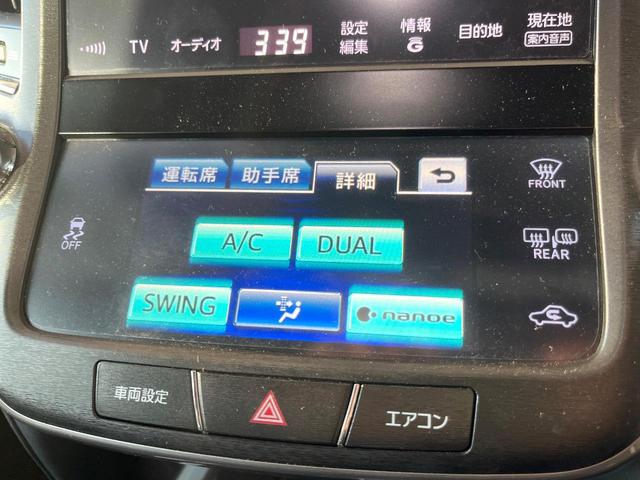 TV オーディオ 339 設定編集 情報 G 目的地 現在地 案内音声
運転席 助手席 詳細
FRONT
OFF
A/C DUAL
REAR
SWING nanoe
車両設定 エアコン